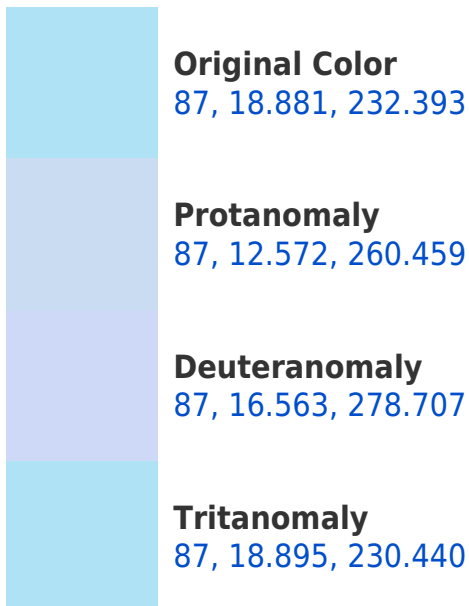 Original Color
87, 18.881, 232.393
Protanomaly
87, 12.572, 260.459
Deuteranomaly
87, 16.563, 278.707
Tritanomaly
87, 18.895, 230.440